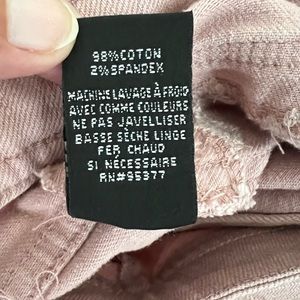 98% COTON
2% SPANDEX
MACHINE LAVAGE À FROID
AVEC COMME COULEURS
NE PAS JAVELLISER
BASSE SÈCHE LINGE
FER CHAUD
SI NÉCESSAIRE
RN#95377